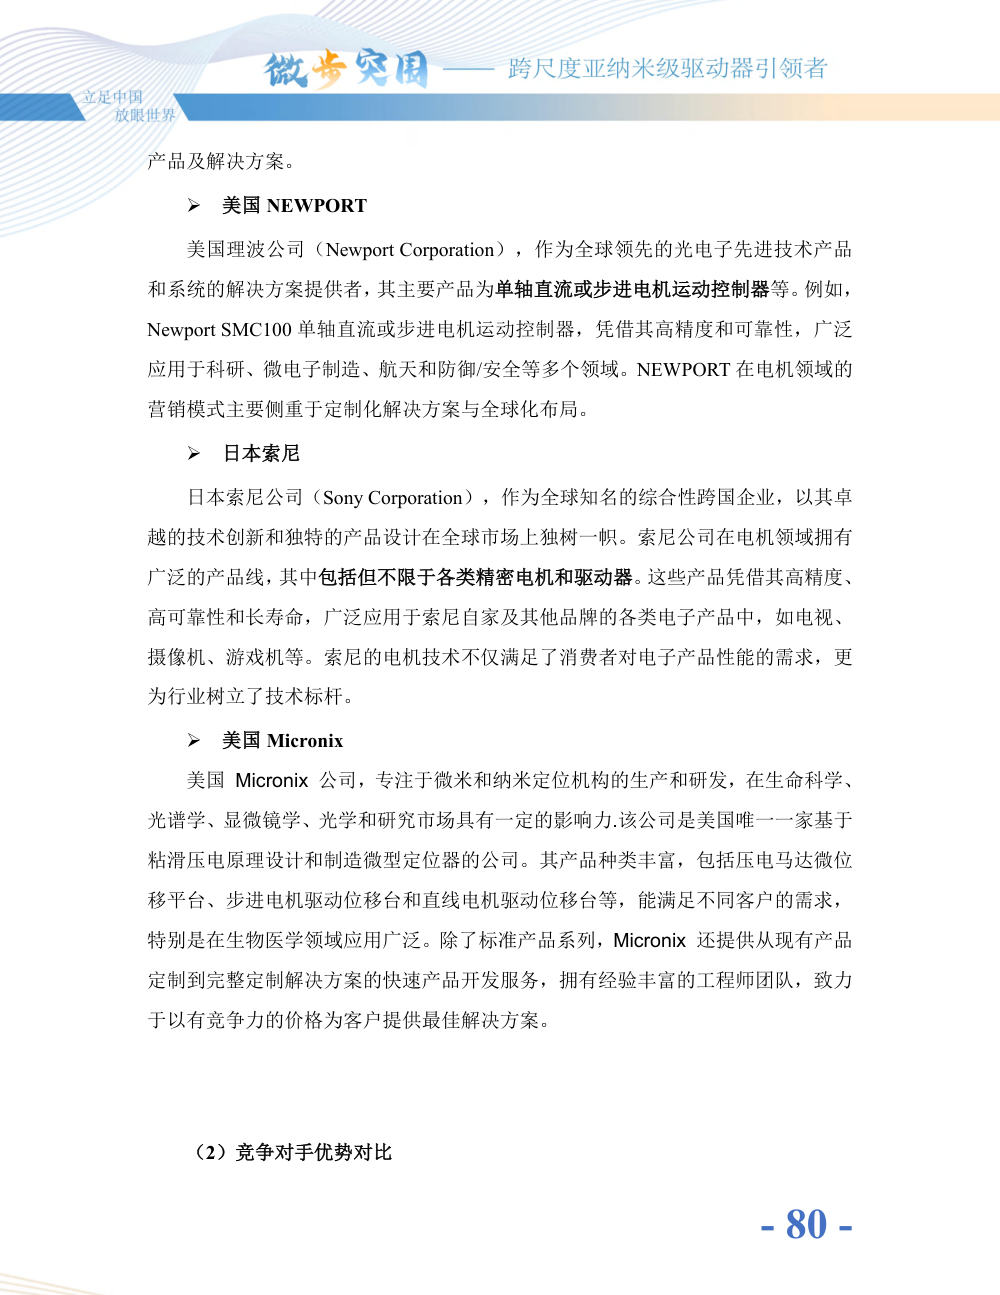 微步突围 —— 跨尺度亚纳米级驱动器引领者
立足中国
放眼世界
产品及解决方案。
➢ 美国 NEWPORT
美国理波公司（Newport Corporation），作为全球领先的光电子先进技术产品
和系统的解决方案提供者，其主要产品为单轴直流或步进电机运动控制器等。例如，
Newport SMC100 单轴直流或步进电机运动控制器，凭借其高精度和可靠性，广泛
应用于科研、微电子制造、航天和防御/安全等多个领域。NEWPORT 在电机领域的
营销模式主要侧重于定制化解决方案与全球化布局。
➢ 日本索尼
日本索尼公司（Sony Corporation），作为全球知名的综合性跨国企业，以其卓
越的技术创新和独特的产品设计在全球市场上独树一帜。索尼公司在电机领域拥有
广泛的产品线，其中包括但不限于各类精密电机和驱动器。这些产品凭借其高精度、
高可靠性和长寿命，广泛应用于索尼自家及其他品牌的各类电子产品中，如电视、
摄像机、游戏机等。索尼的电机技术不仅满足了消费者对电子产品性能的需求，更
为行业树立了技术标杆。
➢ 美国 Micronix
美国 Micronix 公司，专注于微米和纳米定位机构的生产和研发，在生命科学、
光谱学、显微镜学、光学和研究市场具有一定的影响力.该公司是美国唯一一家基于
粘滑压电原理设计和制造微型定位器的公司。其产品种类丰富，包括压电马达微位
移平台、步进电机驱动位移台和直线电机驱动位移台等，能满足不同客户的需求，
特别是在生物医学领域应用广泛。除了标准产品系列，Micronix 还提供从现有产品
定制到完整定制解决方案的快速产品开发服务，拥有经验丰富的工程师团队，致力
于以有竞争力的价格为客户提供最佳解决方案。
（2）竞争对手优势对比
- 80 -